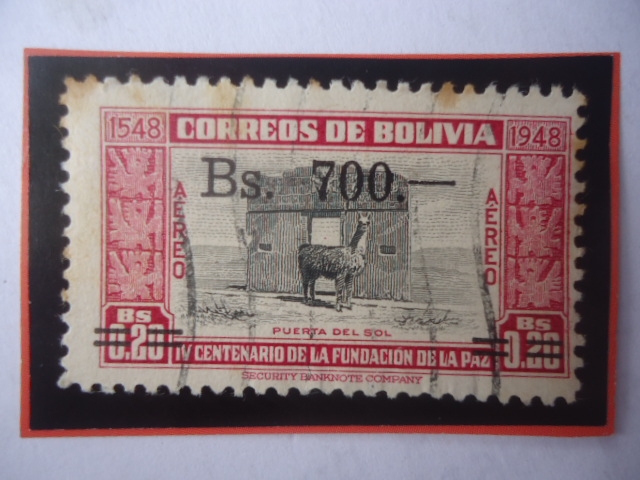 1548 CORREOS DE BOLIVIA 1948
Bs. 700.—
AEREO
AEREO
PUERTA DEL SOL
BS BS
0.20 IV CENTENARIO DE LA FUNDACIÓN DE LA PAZ 0.20
SECURITY BANKNOTE COMPANY